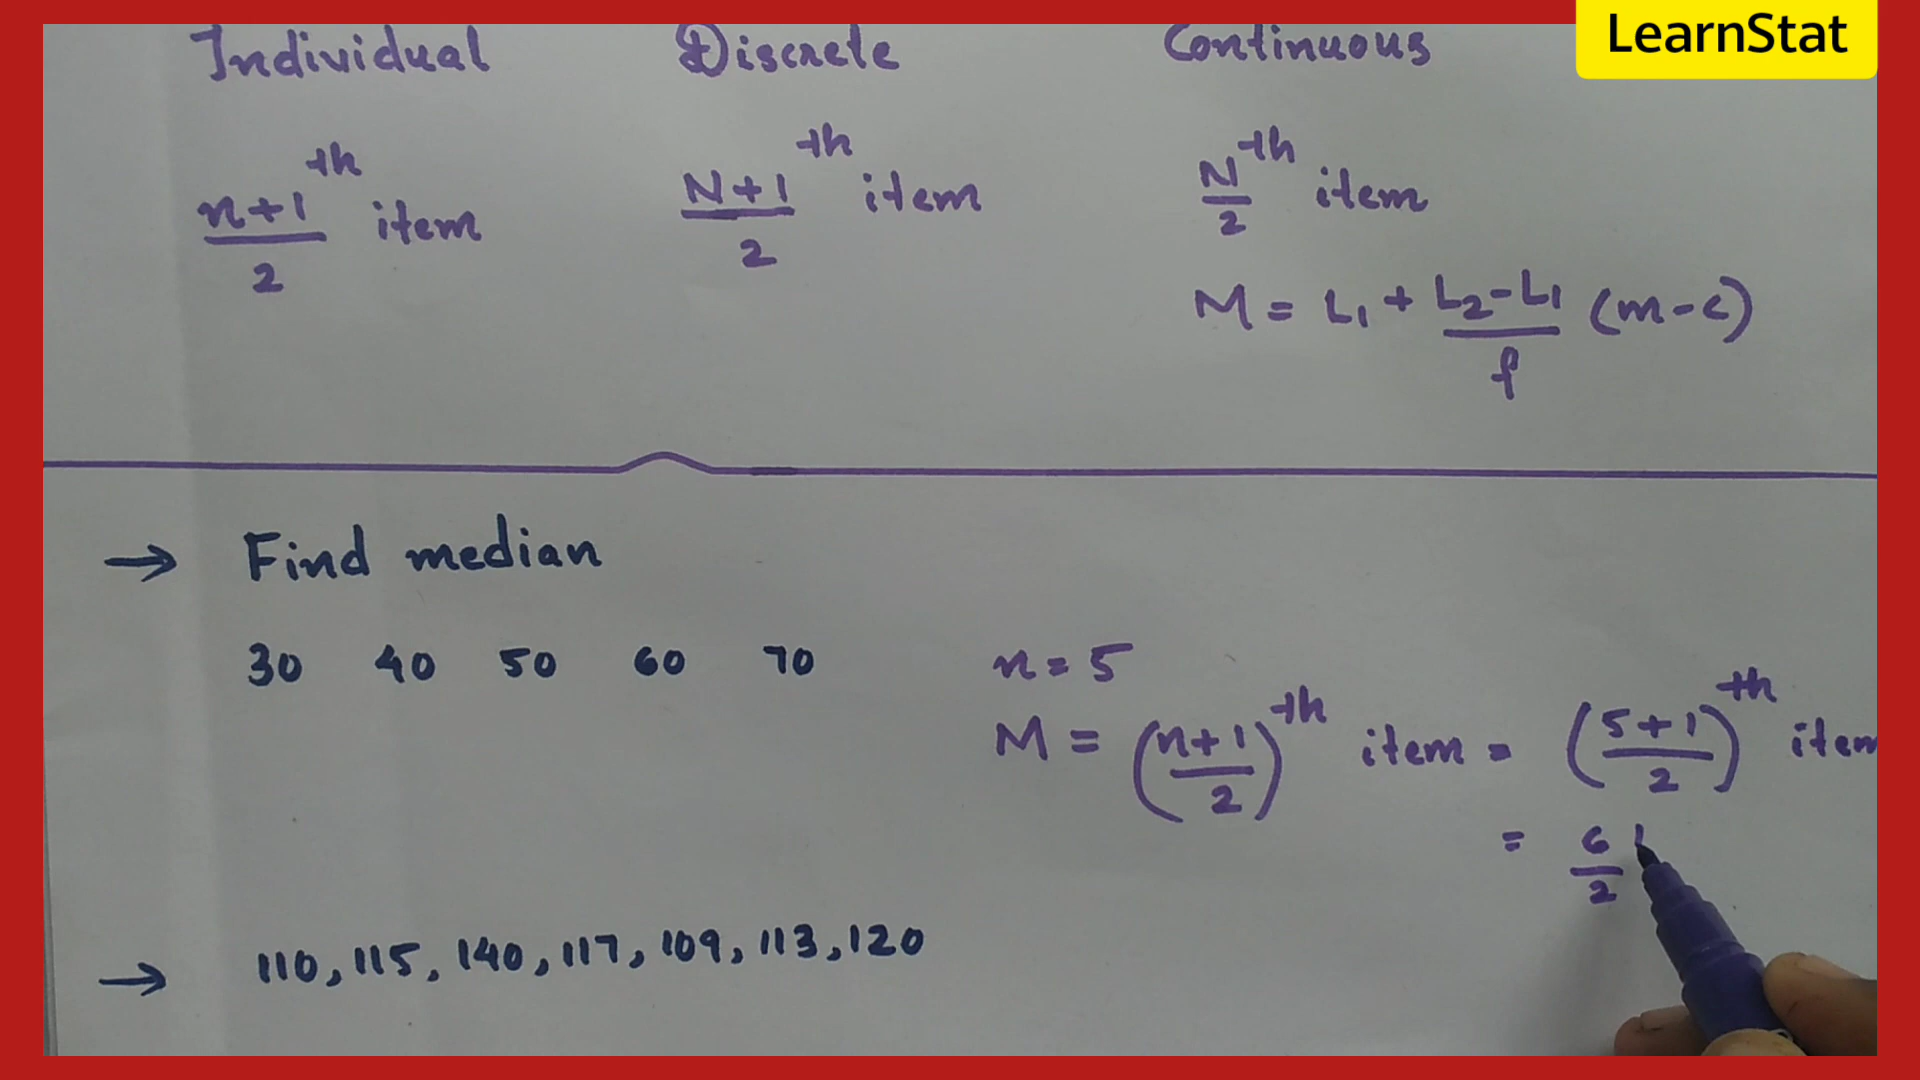 LearnStat
Individual Discrete Continuous
n+1/2 th item N+1/2 th item N/2 th item
M = L1 + L2-L1/f (m-c)
→ Find median
30 40 50 60 70 n = 5
M = (n+1/2)th item = (5+1/2)th item
= 6/2
→ 110, 115, 140, 117, 109, 113, 120